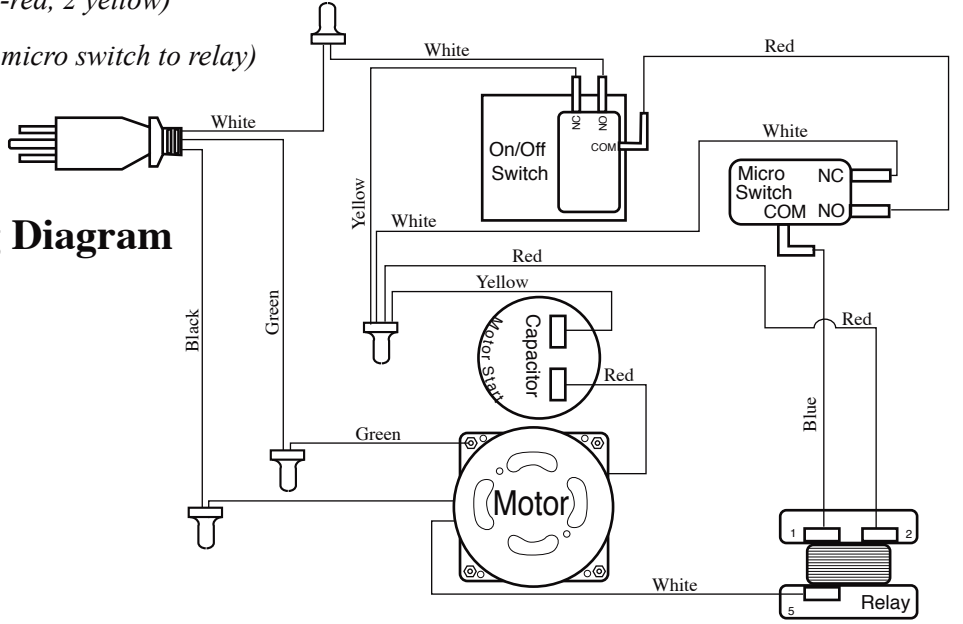 -red, 2 yellow)
micro switch to relay)
White
Red
White
White
NC
NO
COM
On/Off
Switch
Micro
Switch
NC
COM NO
Yellow
White
Diagram
Red
Yellow
Black
Green
Red
Capacitor
Motor Start
Red
Blue
Green
Motor
1
2
White
5
Relay